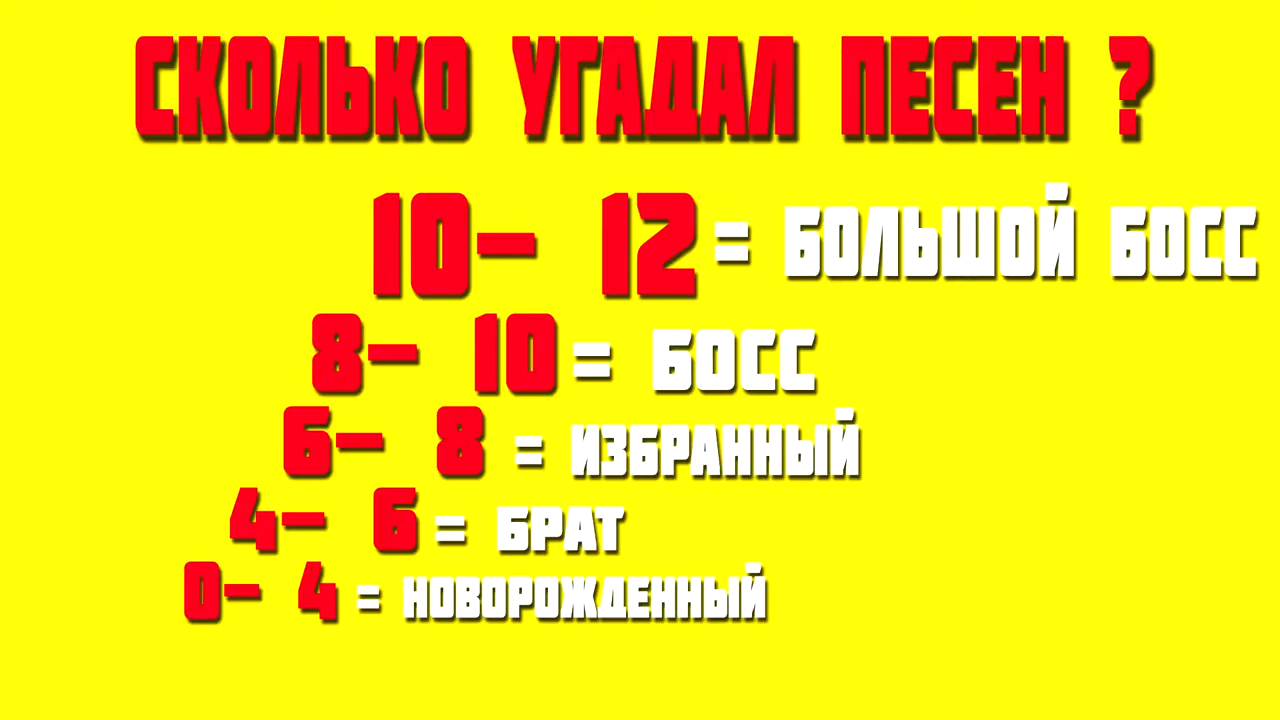 СКОЛЬКО УГАДАЛ ПЕСЕН ?
10- 12 = БОЛЬШОЙ БОСС
8- 10 = БОСС
6- 8 = ИЗБРАННЫЙ
4- 6 = БРАТ
0- 4 = НОВОРОЖДЕННЫЙ